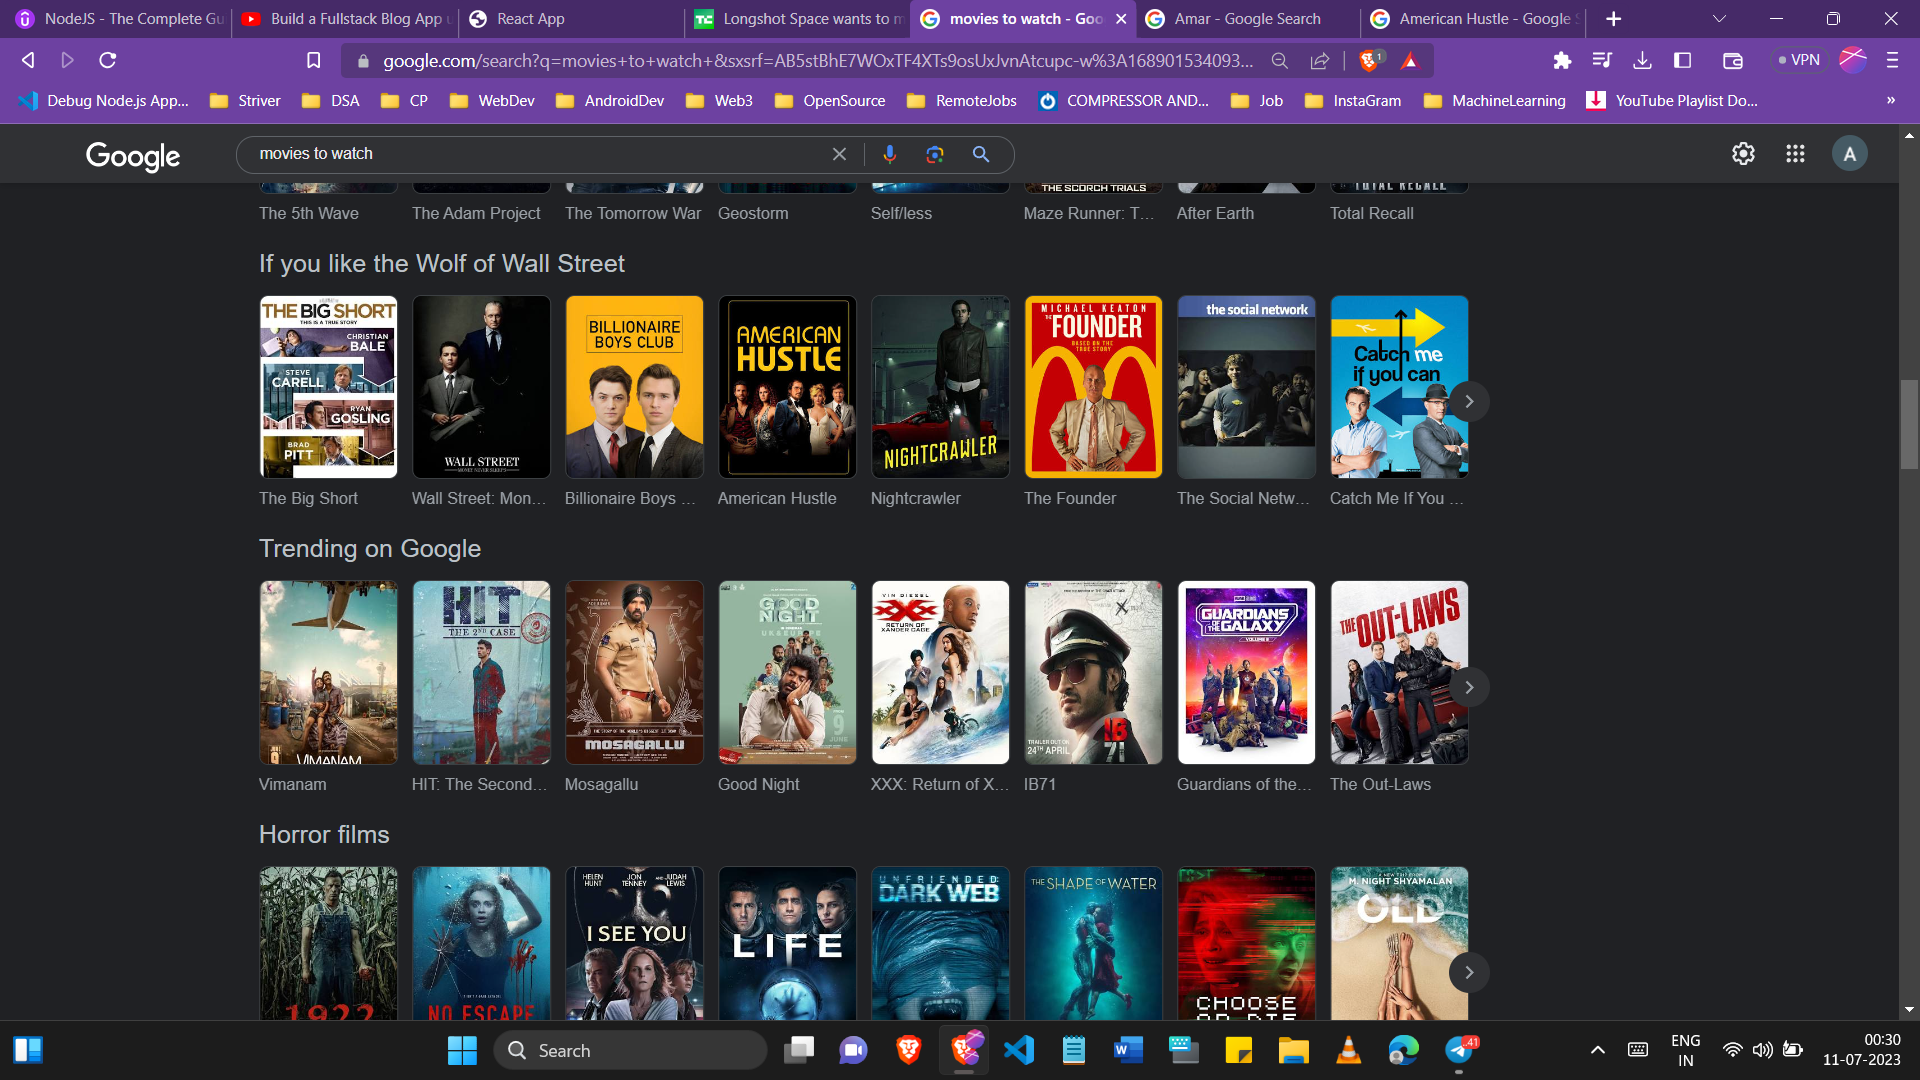 NodeJS - The Complete Gu
Build a Fullstack Blog App u
React App
Longshot Space wants to m
movies to watch - Goo
Amar - Google Search
American Hustle - Google S
google.com/search?q=movies+to+watch+&sxsrf=AB5stBhE7WOxTF4XTs9osUxJvnAtcupc-w%3A168901534093...
1
VPN
Debug Node.js App...
Striver
DSA
CP
WebDev
AndroidDev
Web3
OpenSource
RemoteJobs
COMPRESSOR AND...
Job
InstaGram
MachineLearning
YouTube Playlist Do...
»
Google
movies to watch
A
THE SCORCH TRIALS
TOTAL RECALL
The 5th Wave
The Adam Project
The Tomorrow War
Geostorm
Self/less
Maze Runner: T...
After Earth
Total Recall
If you like the Wolf of Wall Street
THE BIG SHORT
THIS IS A TRUE STORY
CHRISTIAN
BALE
STEVE
CARELL
RYAN
GOSLING
BRAD
PITT
WALL STREET
MONEY NEVER SLEEPS
BILLIONAIRE
BOYS CLUB
AMERICAN
HUSTLE
NIGHTCRAWLER
MICHAEL KEATON
THE
FOUNDER
BASED ON THE
TRUE STORY
the social network
Catch me
if you can
The Big Short
Wall Street: Mon...
Billionaire Boys ...
American Hustle
Nightcrawler
The Founder
The Social Netw...
Catch Me If You ...
Trending on Google
VIMANAM
HIT
THE 2ND CASE
MOSAGALLU
GOOD
NIGHT
9
JUNE
VIN DIESEL
xXx
RETURN OF
XANDER CAGE
IB
71
TRAILER OUT ON
24TH APRIL
GUARDIANS
OF THE
GALAXY
VOLUME 3
THE OUT-LAWS
Vimanam
HIT: The Second...
Mosagallu
Good Night
XXX: Return of X...
IB71
Guardians of the...
The Out-Laws
Horror films
1922
NO ESCAPE
HELEN
HUNT
JON
TENNEY
AND JUDAH
LEWIS
I SEE YOU
LIFE
UNFRIENDED:
DARK WEB
THE SHAPE OF WATER
CHOOSE
OR DIE
M. NIGHT SHYAMALAN
OLD
Search
41
ENG
IN
00:30
11-07-2023